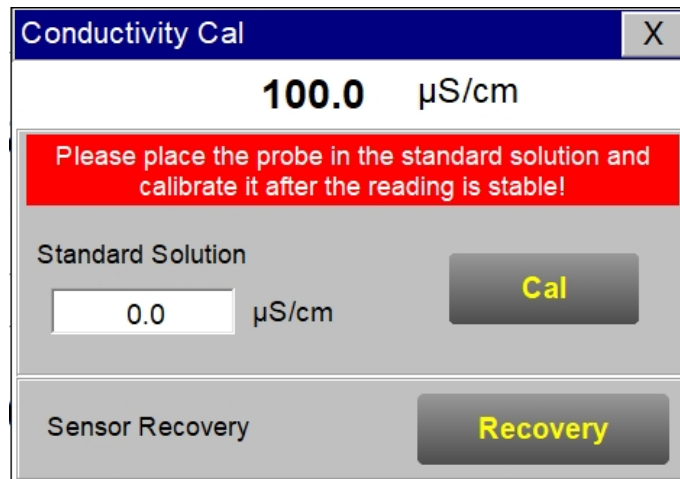 Conductivity Cal X
100.0 μS/cm
Please place the probe in the standard solution and
calibrate it after the reading is stable!
Standard Solution
0.0 μS/cm
Cal
Sensor Recovery Recovery